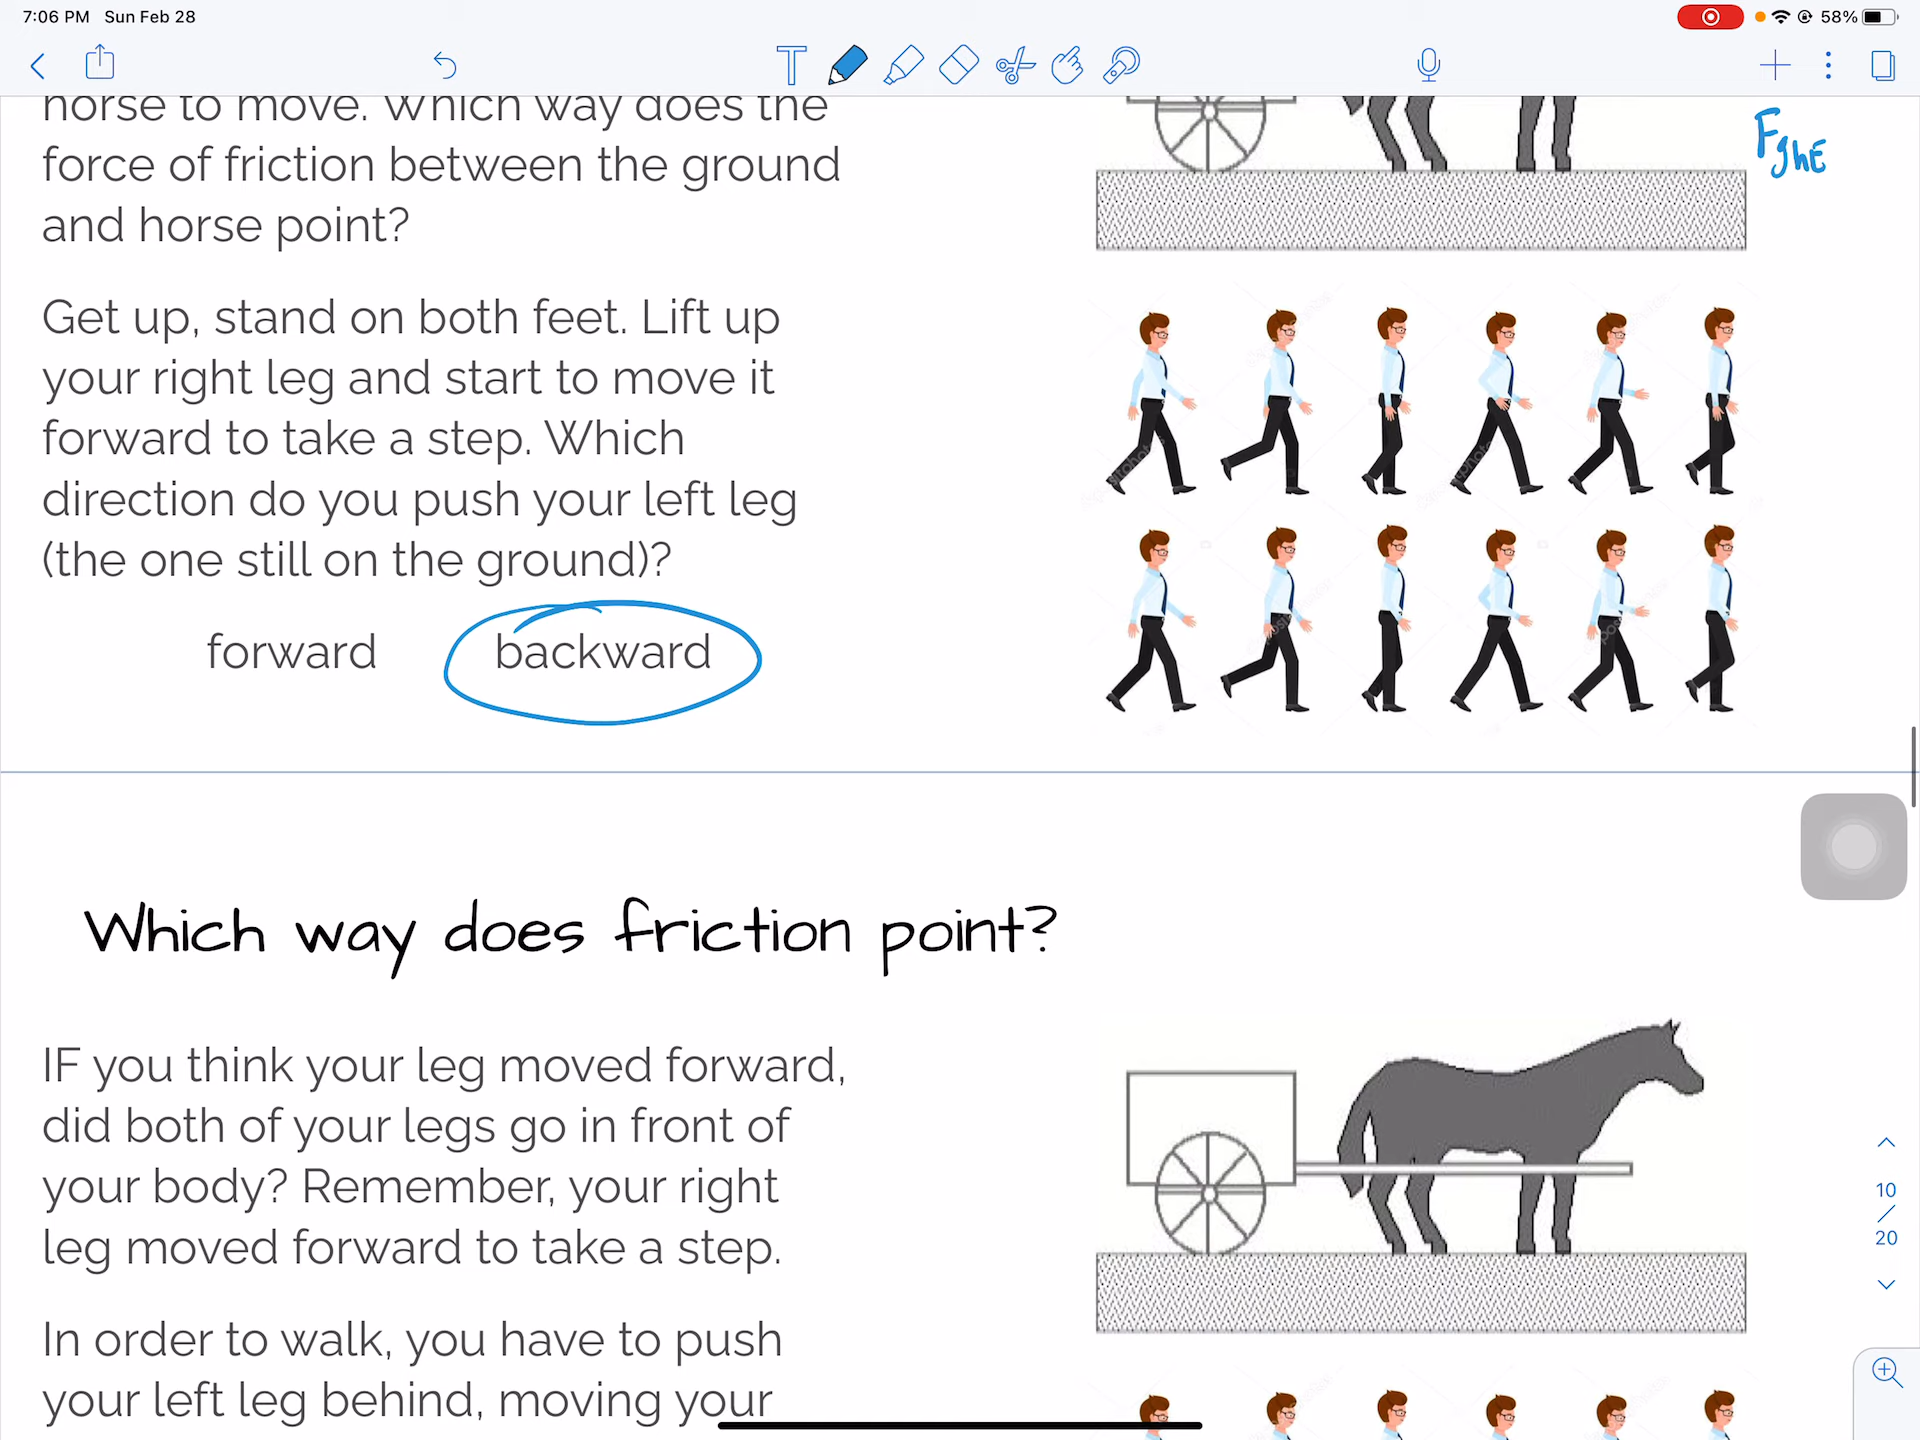 7:06 PM Sun Feb 28
58%
horse to move. Which way does the
force of friction between the ground
and horse point?
FghE
Get up, stand on both feet. Lift up
your right leg and start to move it
forward to take a step. Which
direction do you push your left leg
(the one still on the ground)?
forward backward
Which way does friction point?
IF you think your leg moved forward,
did both of your legs go in front of
your body? Remember, your right
leg moved forward to take a step.
In order to walk, you have to push
your left leg behind, moving your
10
/
20